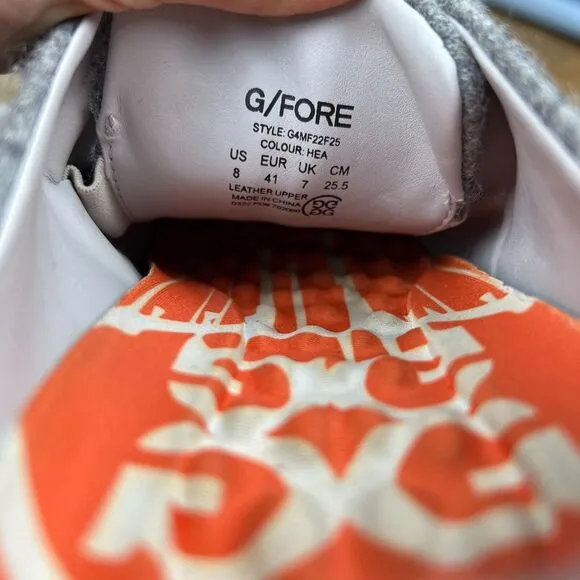 G/FORE
STYLE: G4MF22F25
COLOUR: HEA
US EUR UK CM
8 41 7 25.5
LEATHER UPPER
MADE IN CHINA